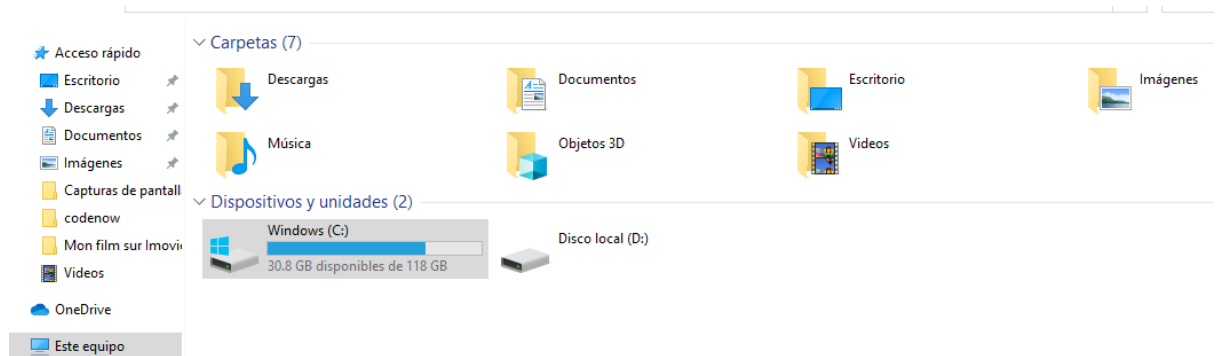 Acceso rápido
Escritorio
Descargas
Documentos
Imágenes
Capturas de pantall
codenow
Mon film sur Imovi
Videos
OneDrive
Este equipo
Carpetas (7)
Descargas
Documentos
Escritorio
Imágenes
Música
Objetos 3D
Videos
Dispositivos y unidades (2)
Windows (C:)
30.8 GB disponibles de 118 GB
Disco local (D:)